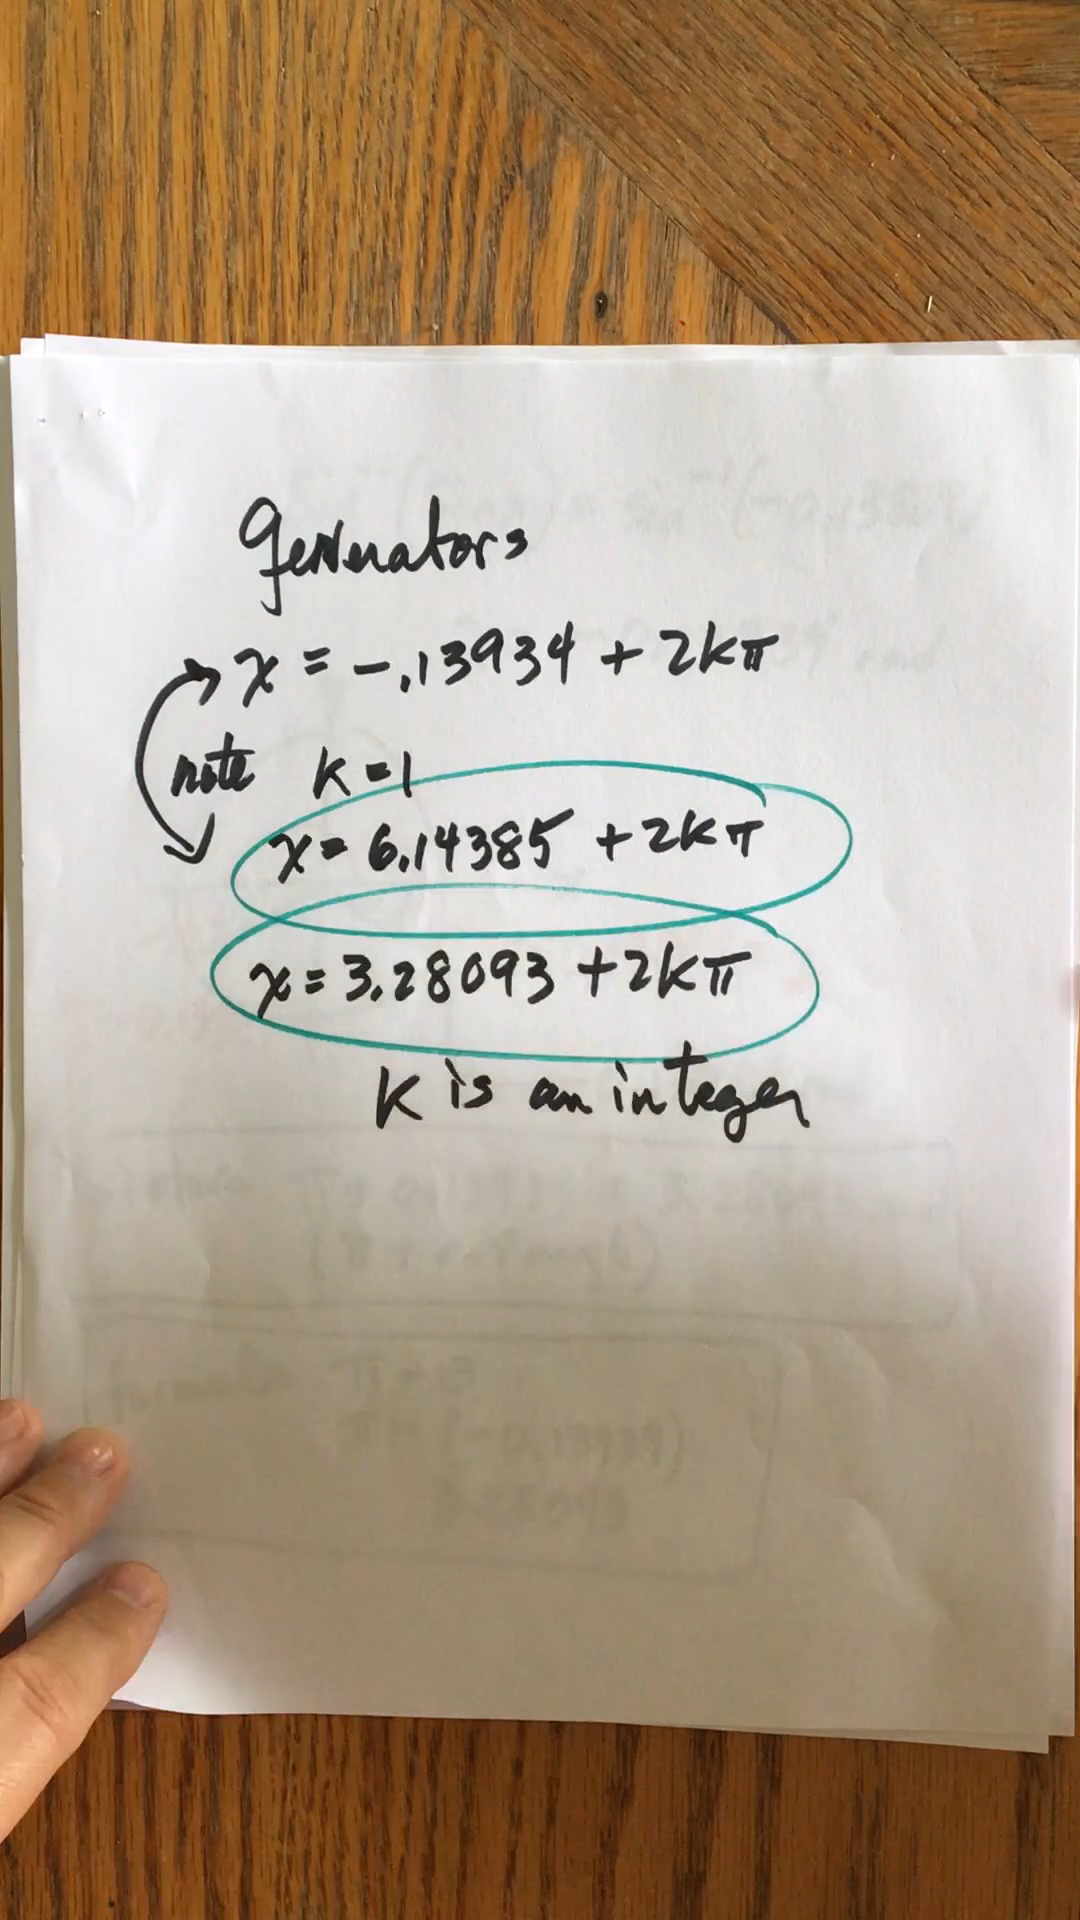 Generators
x = -.13934 + 2kπ
note k = 1
x = 6.14385 + 2kπ
x = 3.28093 + 2kπ
K is an integer